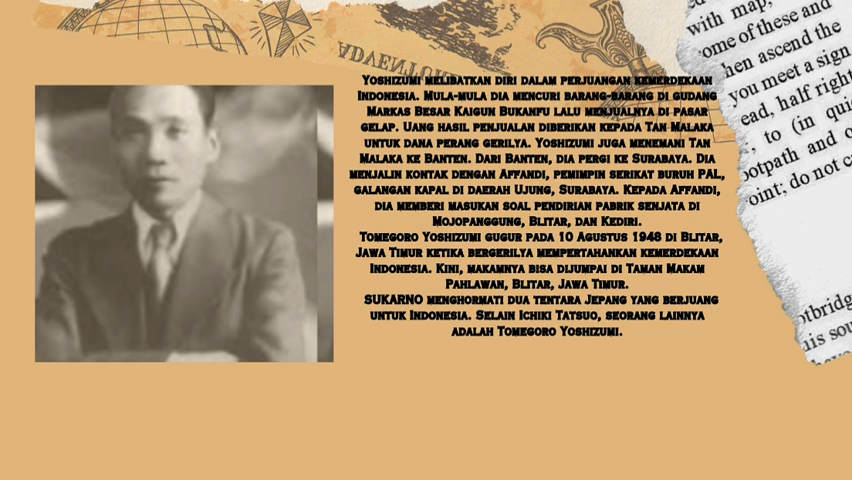 ADVENTUR
with map,
ome of these and
hen ascend the
you meet a sign
ead, half right
to (in quie
ootpath and o
oint; do not c
YOSHIZUMI MELIBATKAN DIRI DALAM PERJUANGAN KEMERDEKAAN
INDONESIA. MULA-MULA DIA MENCURI BARANG-BARANG DI GUDANG
MARKAS BESAR KAIGUN BUKANFU LALU MENJUALNYA DI PASAR
GELAP. UANG HASIL PENJUALAN DIBERIKAN KEPADA TAN MALAKA
UNTUK DANA PERANG GERILYA. YOSHIZUMI JUGA MENEMANI TAN
MALAKA KE BANTEN. DARI BANTEN, DIA PERGI KE SURABAYA. DIA
MENJALIN KONTAK DENGAN AFFANDI, PEMIMPIN SERIKAT BURUH PAL,
GALANGAN KAPAL DI DAERAH UJUNG, SURABAYA. KEPADA AFFANDI,
DIA MEMBERI MASUKAN SOAL PENDIRIAN PABRIK SENJATA DI
MOJOPANGGUNG, BLITAR, DAN KEDIRI.
TOMEGORO YOSHIZUMI GUGUR PADA 10 AGUSTUS 1948 DI BLITAR,
JAWA TIMUR KETIKA BERGERILYA MEMPERTAHANKAN KEMERDEKAAN
INDONESIA. KINI, MAKAMNYA BISA DIJUMPAI DI TAMAN MAKAM
PAHLAWAN, BLITAR, JAWA TIMUR.
SUKARNO MENGHORMATI DUA TENTARA JEPANG YANG BERJUANG
UNTUK INDONESIA. SELAIN ICHIKI TATSUO, SEORANG LAINNYA
ADALAH TOMEGORO YOSHIZUMI.
otbridg
his sou